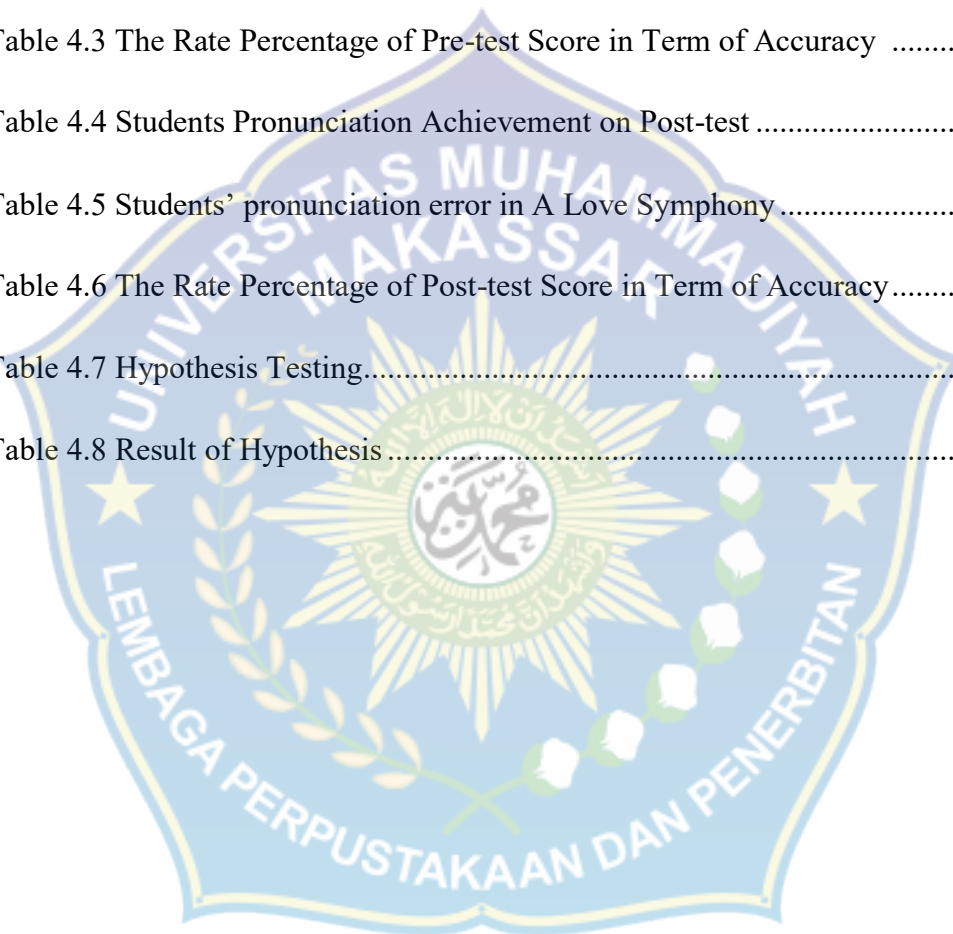 Table 4.3 The Rate Percentage of Pre-test Score in Term of Accuracy ........
Table 4.4 Students Pronunciation Achievement on Post-test ........................
Table 4.5 Students’ pronunciation error in A Love Symphony .....................
Table 4.6 The Rate Percentage of Post-test Score in Term of Accuracy ........
Table 4.7 Hypothesis Testing ......................................................................
Table 4.8 Result of Hypothesis ....................................................................
UNIVERSITAS MUHAMMADIYAH
MAKASSAR
محمدية
LEMBAGA PERPUSTAKAAN DAN PENERBITAN